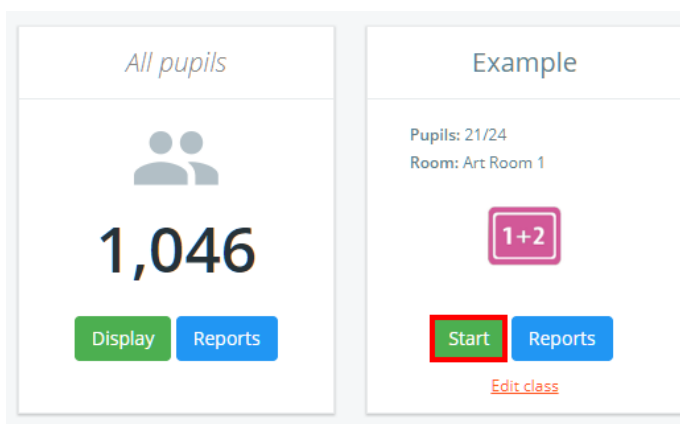 All pupils
1,046
Display
Reports
Example
Pupils: 21/24
Room: Art Room 1
1+2
Start
Reports
Edit class